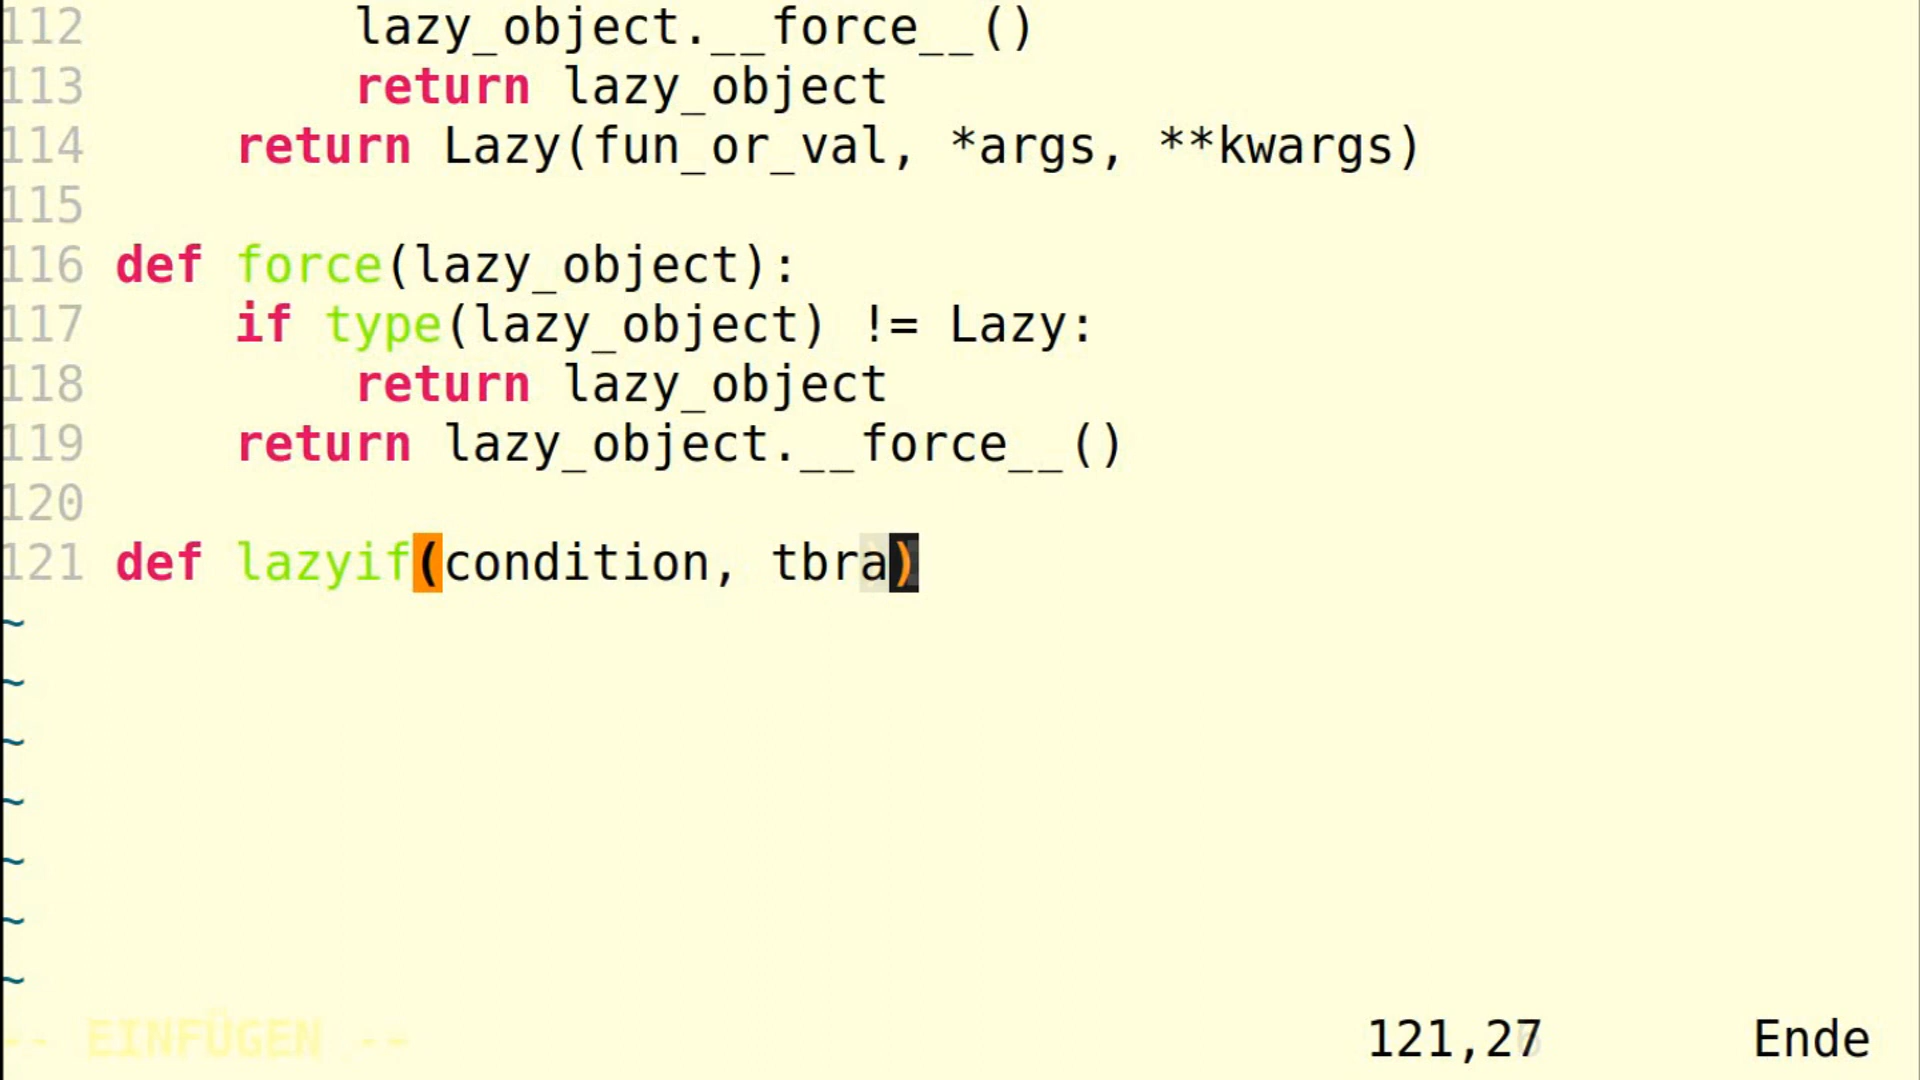 112         lazy_object.__force__()
113         return lazy_object
114     return Lazy(fun_or_val, *args, **kwargs)
115
116 def force(lazy_object):
117     if type(lazy_object) != Lazy:
118         return lazy_object
119     return lazy_object.__force__()
120
121 def lazyif(condition, tbra)
~
~
~
~
~
~
~
-- EINFÜGEN -- 121,27 Ende